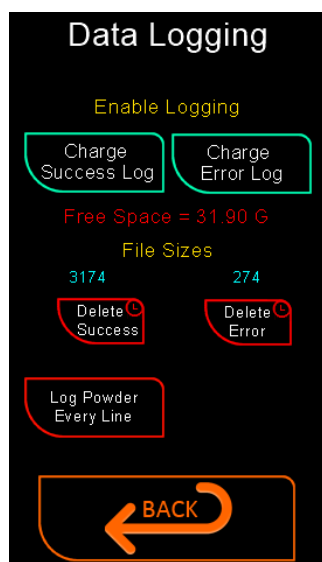 Data Logging
Enable Logging
Charge
Success Log
Charge
Error Log
Free Space = 31.90 G
File Sizes
3174
274
Delete
Success
Delete
Error
Log Powder
Every Line
BACK